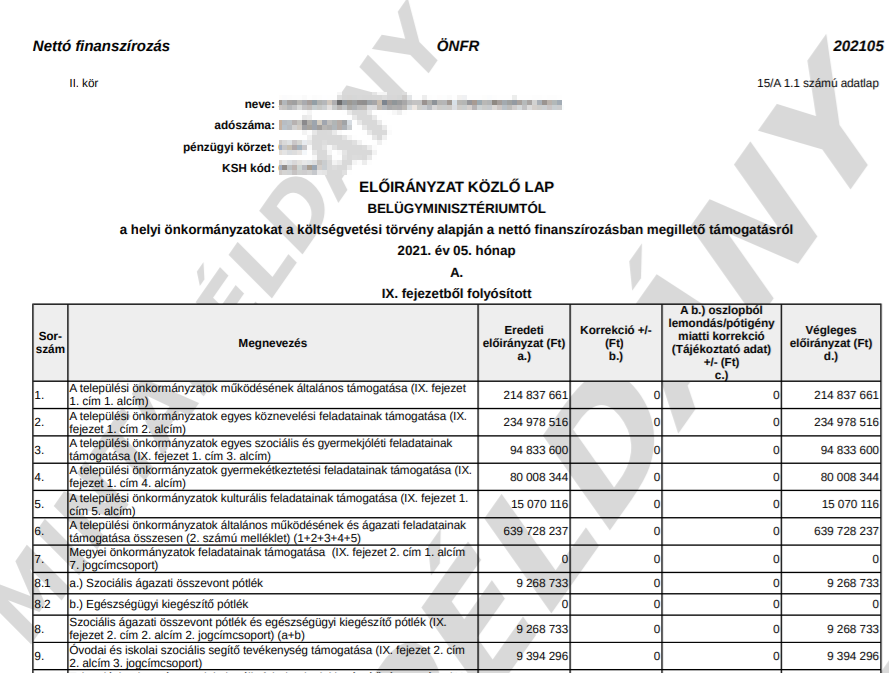 Nettó finanszírozás ÖNFR 202105
II. kör 15/A 1.1 számú adatlap
neve:
adószáma:
pénzügyi körzet:
KSH kód:
ELŐIRÁNYZAT KÖZLŐ LAP
BELÜGYMINISZTÉRIUMTÓL
a helyi önkormányzatokat a költségvetési törvény alapján a nettó finanszírozásban megillető támogatásról
2021. év 05. hónap
A.
IX. fejezetből folyósított
Sor-
szám
Megnevezés
Eredeti
előirányzat (Ft)
a.)
Korrekció +/-
(Ft)
b.)
A b.) oszlopból
lemondás/pótigény
miatti korrekció
(Tájékoztató adat)
+/- (Ft)
c.)
Végleges
előirányzat (Ft)
d.)
1. A települési önkormányzatok működésének általános támogatása (IX. fejezet
1. cím 1. alcím) 214 837 661 0 0 214 837 661
2. A települési önkormányzatok egyes köznevelési feladatainak támogatása (IX.
fejezet 1. cím 2. alcím) 234 978 516 0 0 234 978 516
3. A települési önkormányzatok egyes szociális és gyermekjóléti feladatainak
támogatása (IX. fejezet 1. cím 3. alcím) 94 833 600 0 0 94 833 600
4. A települési önkormányzatok gyermekétkeztetési feladatainak támogatása (IX.
fejezet 1. cím 4. alcím) 80 008 344 0 0 80 008 344
5. A települési önkormányzatok kulturális feladatainak támogatása (IX. fejezet 1.
cím 5. alcím) 15 070 116 0 0 15 070 116
6. A települési önkormányzatok általános működésének és ágazati feladatainak
támogatása összesen (2. számú melléklet) (1+2+3+4+5) 639 728 237 0 0 639 728 237
7. Megyei önkormányzatok feladatainak támogatása (IX. fejezet 2. cím 1. alcím
7. jogcímcsoport) 0 0 0 0
8.1 a.) Szociális ágazati összevont pótlék 9 268 733 0 0 9 268 733
8.2 b.) Egészségügyi kiegészítő pótlék 0 0 0 0
8. Szociális ágazati összevont pótlék és egészségügyi kiegészítő pótlék (IX.
fejezet 2. cím 2. alcím 2. jogcímcsoport) (a+b) 9 268 733 0 0 9 268 733
9. Óvodai és iskolai szociális segítő tevékenység támogatása (IX. fejezet 2. cím
2. alcím 3. jogcímcsoport) 9 394 296 0 0 9 394 296
MINTAPÉLDÁNY
PÉLDÁNY